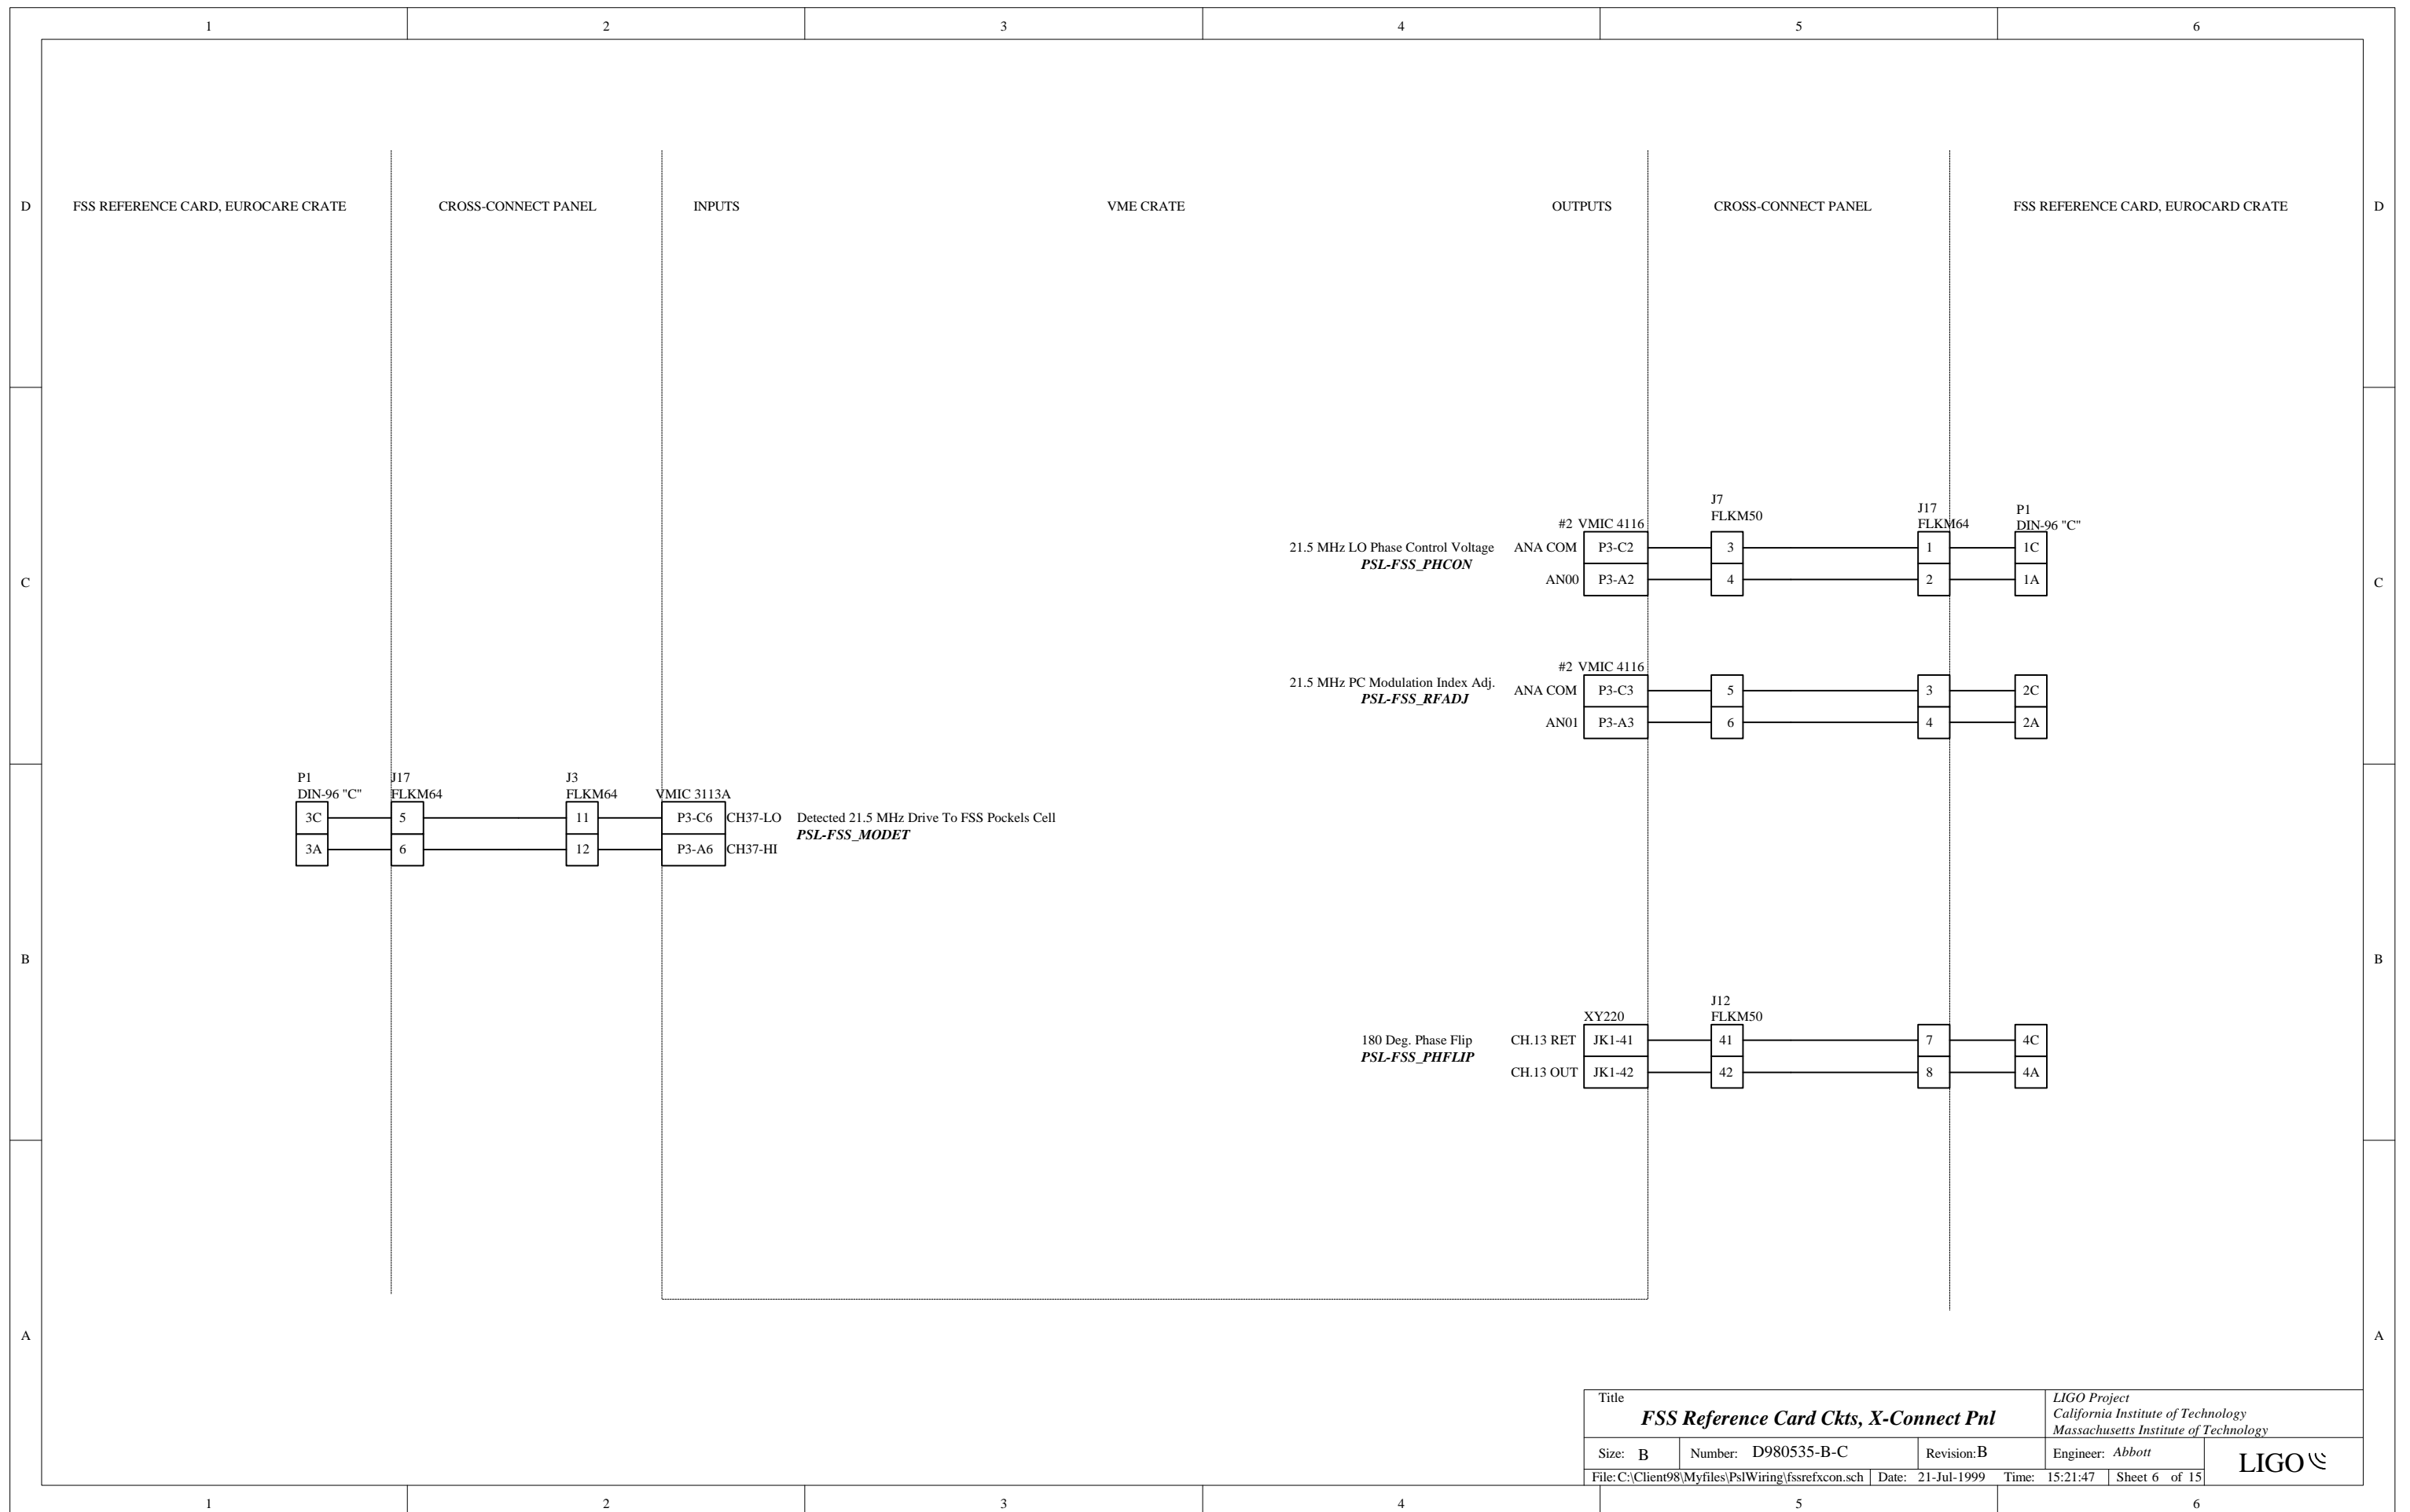 1 2 3 4 5 6
D FSS REFERENCE CARD, EUROCARE CRATE CROSS-CONNECT PANEL INPUTS VME CRATE OUTPUTS CROSS-CONNECT PANEL FSS REFERENCE CARD, EUROCARD CRATE D
J7
FLKM50
J17
FLKM64
P1
DIN-96 "C"
#2 VMIC 4116
21.5 MHz LO Phase Control Voltage ANA COM P3-C2 3 1 1C
PSL-FSS_PHCON
AN00 P3-A2 4 2 1A
C C
#2 VMIC 4116
21.5 MHz PC Modulation Index Adj. ANA COM P3-C3 5 3 2C
PSL-FSS_RFADJ
AN01 P3-A3 6 4 2A
P1
DIN-96 "C"
J17
FLKM64
J3
FLKM64
VMIC 3113A
3C 5 11 P3-C6 CH37-LO Detected 21.5 MHz Drive To FSS Pockels Cell
PSL-FSS_MODET
3A 6 12 P3-A6 CH37-HI
B B
J12
FLKM50
XY220
180 Deg. Phase Flip CH.13 RET JK1-41 41 7 4C
PSL-FSS_PHFLIP
CH.13 OUT JK1-42 42 8 4A
A A
Title
FSS Reference Card Ckts, X-Connect Pnl
LIGO Project
California Institute of Technology
Massachusetts Institute of Technology
Size: B Number: D980535-B-C Revision: B Engineer: Abbott
LIGO
File: C:\Client98\Myfiles\PslWiring\fssrefxcon.sch Date: 21-Jul-1999 Time: 15:21:47 Sheet 6 of 15
1 2 3 4 5 6